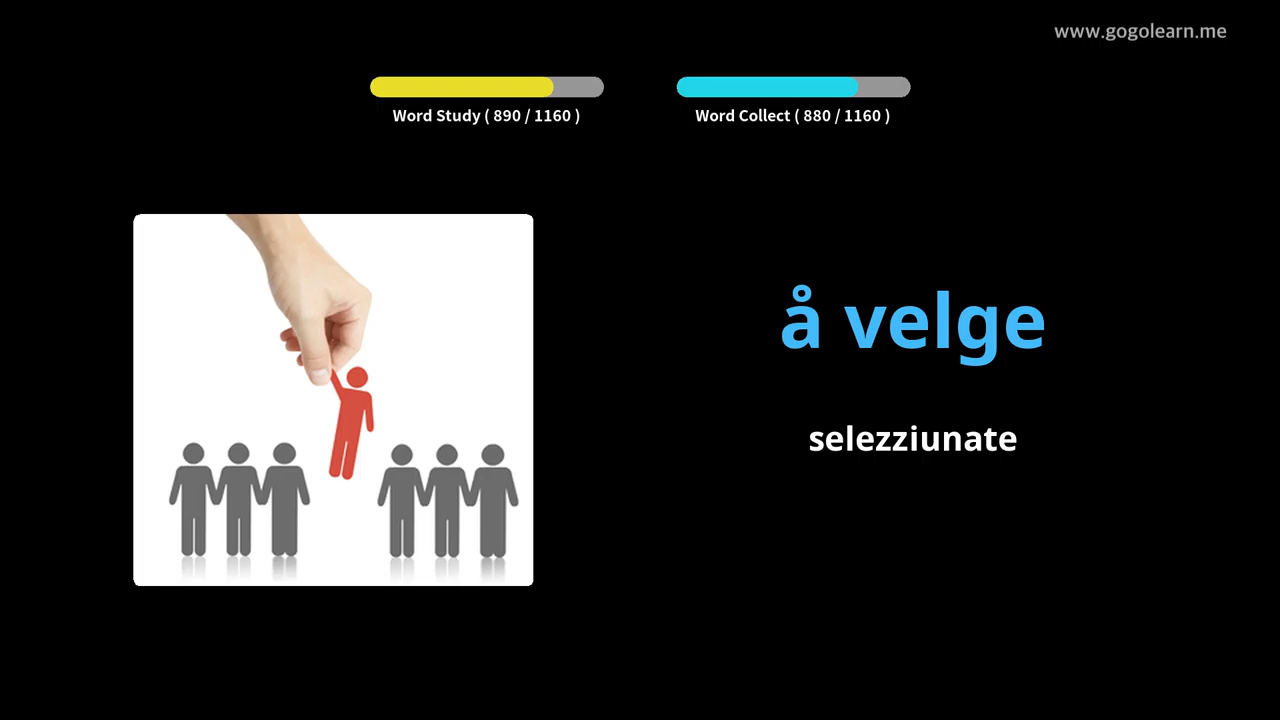 www.gogolearn.me
Word Study ( 890 / 1160 )
Word Collect ( 880 / 1160 )
å velge
selezziunate